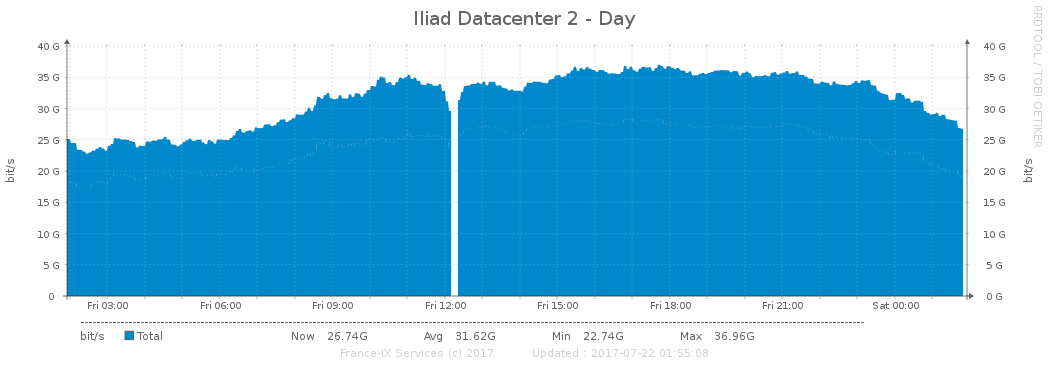 Iliad Datacenter 2 - Day
RRDTOOL / TOBI OETIKER
40 G 40 G
35 G 35 G
30 G 30 G
25 G 25 G
20 G 20 G
15 G 15 G
10 G 10 G
5 G 5 G
0 0 G
bit/s
bit/s
Fri 03:00 Fri 06:00 Fri 09:00 Fri 12:00 Fri 15:00 Fri 18:00 Fri 21:00 Sat 00:00
bit/s Total Now 26.74G Avg 31.62G Min 22.74G Max 36.96G
France-IX Services (c) 2017 Updated : 2017-07-22 01:55:08